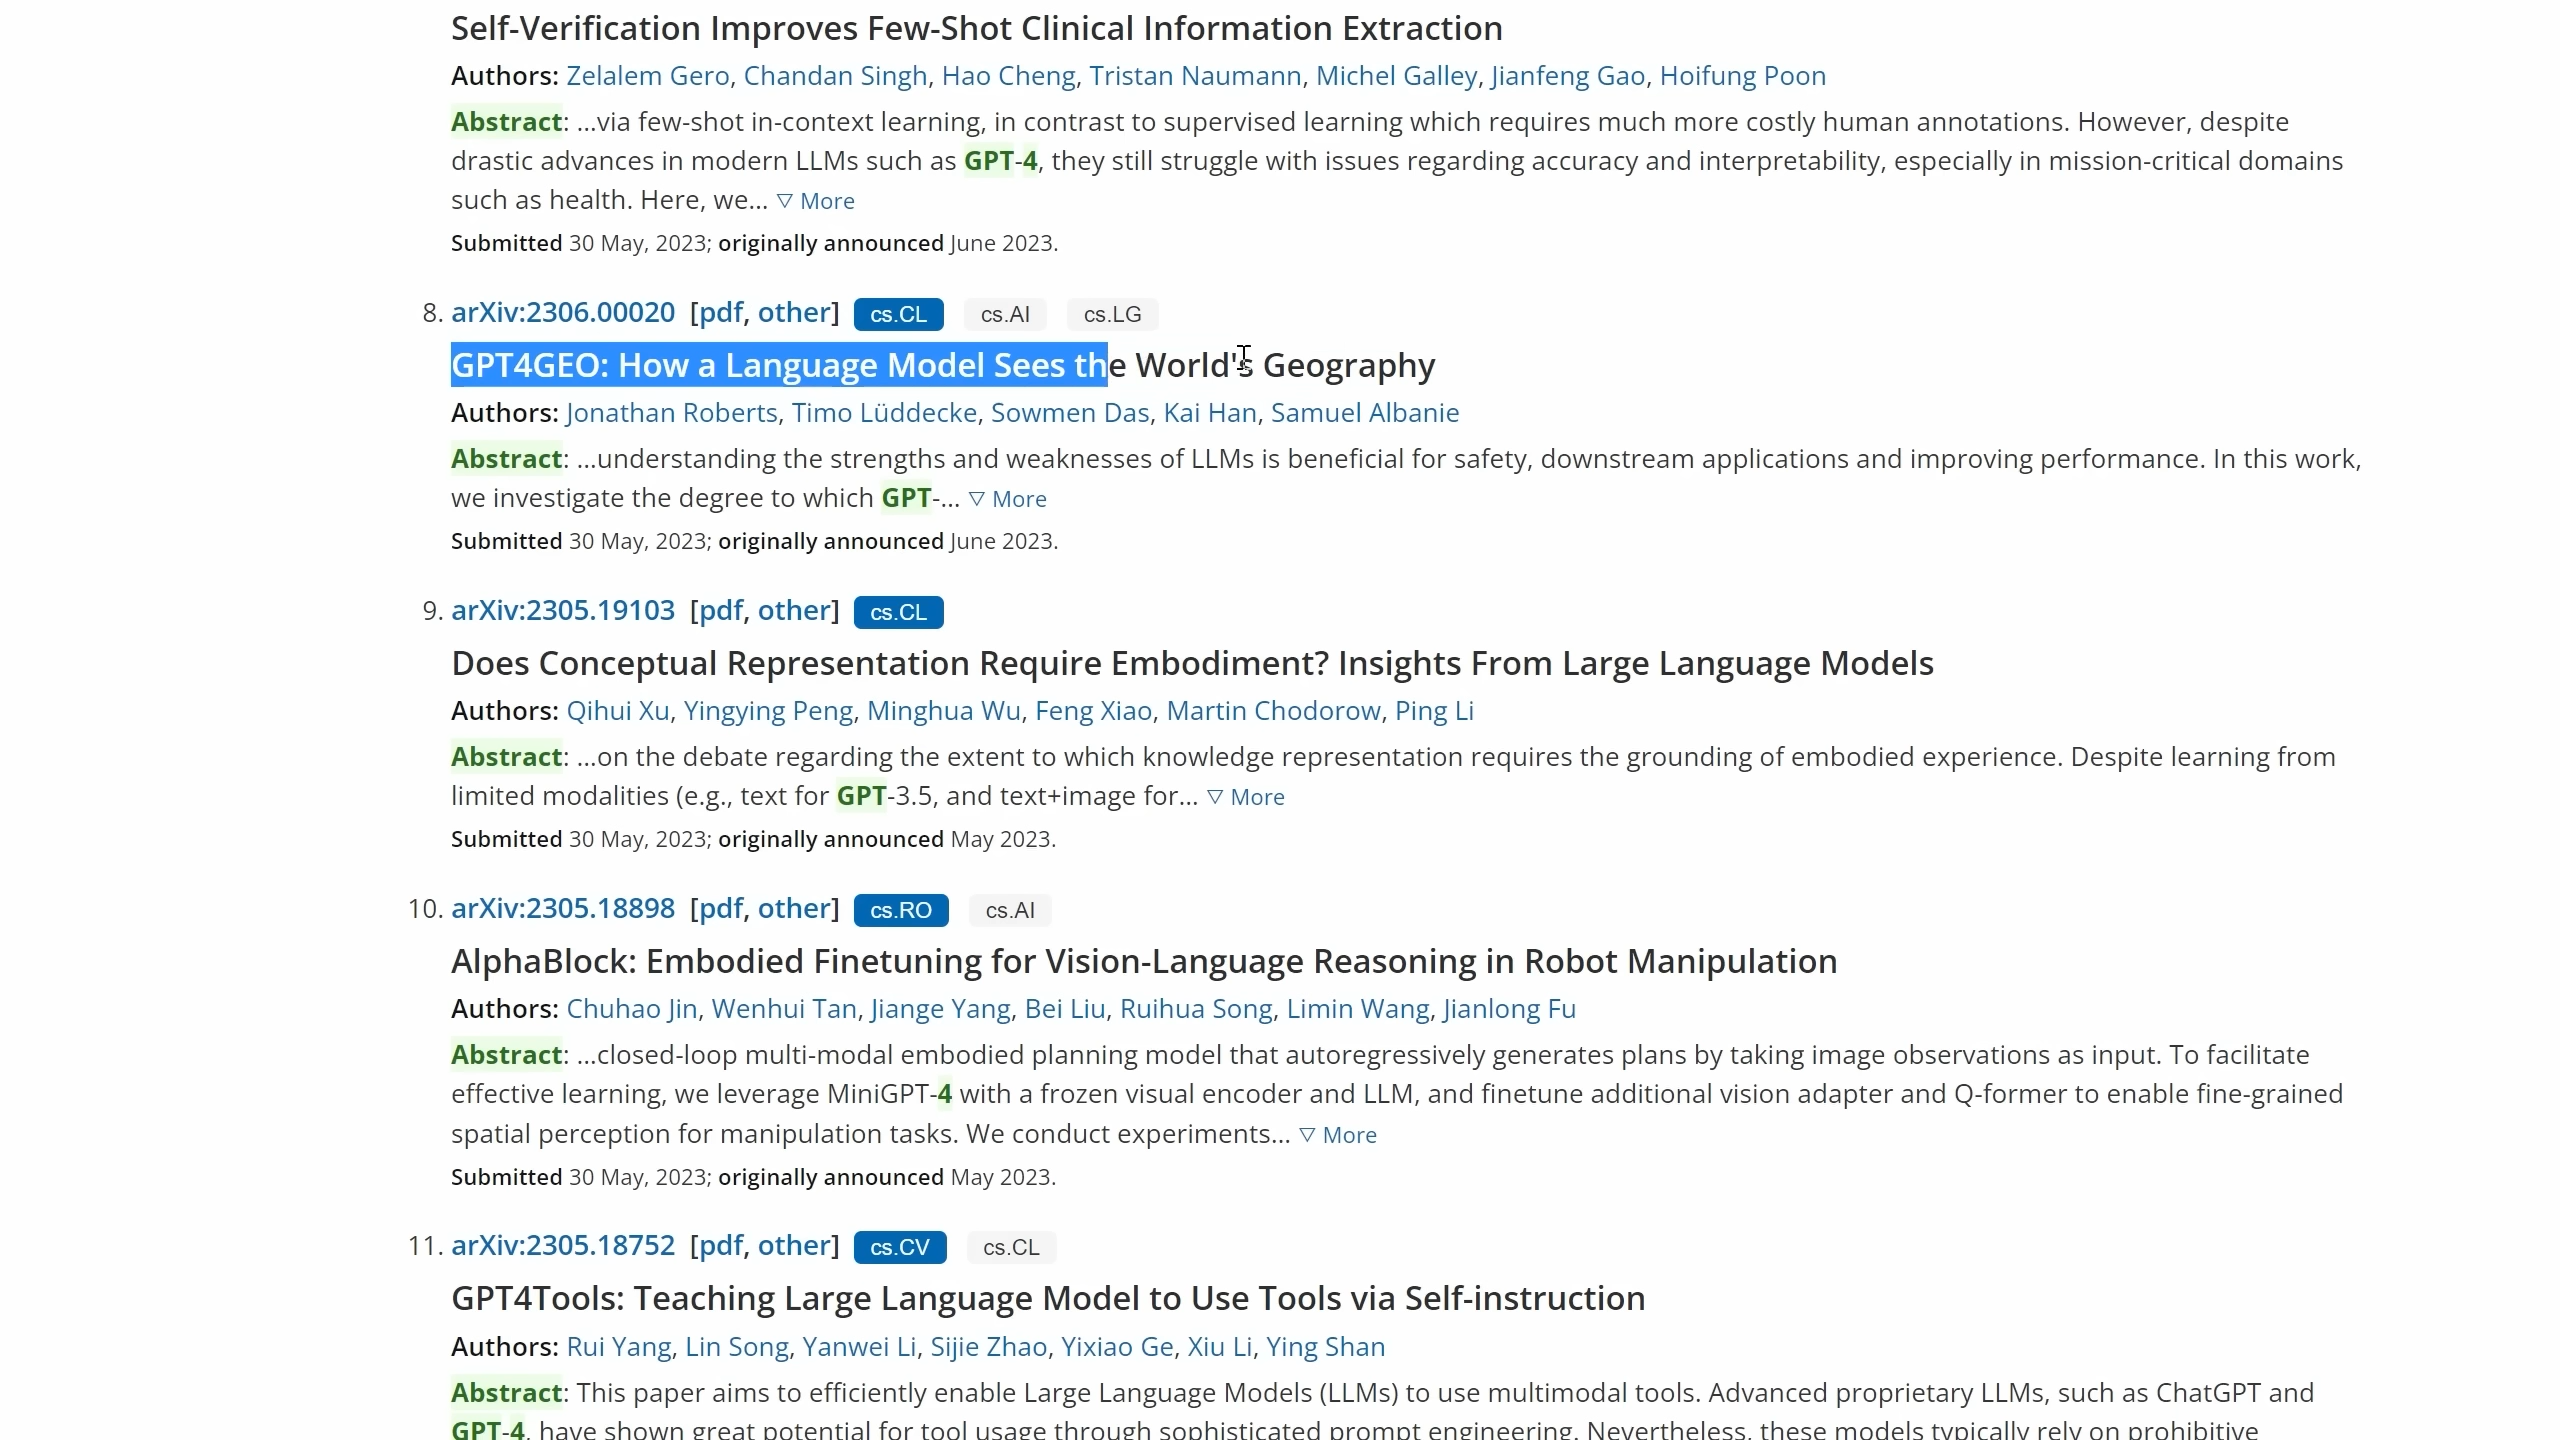 Self-Verification Improves Few-Shot Clinical Information Extraction
Authors: Zelalem Gero, Chandan Singh, Hao Cheng, Tristan Naumann, Michel Galley, Jianfeng Gao, Hoifung Poon
Abstract: …via few-shot in-context learning, in contrast to supervised learning which requires much more costly human annotations. However, despite
drastic advances in modern LLMs such as GPT-4, they still struggle with issues regarding accuracy and interpretability, especially in mission-critical domains
such as health. Here, we… ▽ More
Submitted 30 May, 2023; originally announced June 2023.
8. arXiv:2306.00020 [pdf, other] cs.CL cs.AI cs.LG
GPT4GEO: How a Language Model Sees the World's Geography
Authors: Jonathan Roberts, Timo Lüddecke, Sowmen Das, Kai Han, Samuel Albanie
Abstract: …understanding the strengths and weaknesses of LLMs is beneficial for safety, downstream applications and improving performance. In this work,
we investigate the degree to which GPT-… ▽ More
Submitted 30 May, 2023; originally announced June 2023.
9. arXiv:2305.19103 [pdf, other] cs.CL
Does Conceptual Representation Require Embodiment? Insights From Large Language Models
Authors: Qihui Xu, Yingying Peng, Minghua Wu, Feng Xiao, Martin Chodorow, Ping Li
Abstract: …on the debate regarding the extent to which knowledge representation requires the grounding of embodied experience. Despite learning from
limited modalities (e.g., text for GPT-3.5, and text+image for… ▽ More
Submitted 30 May, 2023; originally announced May 2023.
10. arXiv:2305.18898 [pdf, other] cs.RO cs.AI
AlphaBlock: Embodied Finetuning for Vision-Language Reasoning in Robot Manipulation
Authors: Chuhao Jin, Wenhui Tan, Jiange Yang, Bei Liu, Ruihua Song, Limin Wang, Jianlong Fu
Abstract: …closed-loop multi-modal embodied planning model that autoregressively generates plans by taking image observations as input. To facilitate
effective learning, we leverage MiniGPT-4 with a frozen visual encoder and LLM, and finetune additional vision adapter and Q-former to enable fine-grained
spatial perception for manipulation tasks. We conduct experiments… ▽ More
Submitted 30 May, 2023; originally announced May 2023.
11. arXiv:2305.18752 [pdf, other] cs.CV cs.CL
GPT4Tools: Teaching Large Language Model to Use Tools via Self-instruction
Authors: Rui Yang, Lin Song, Yanwei Li, Sijie Zhao, Yixiao Ge, Xiu Li, Ying Shan
Abstract: This paper aims to efficiently enable Large Language Models (LLMs) to use multimodal tools. Advanced proprietary LLMs, such as ChatGPT and
GPT-4, have shown great potential for tool usage through sophisticated prompt engineering. Nevertheless, these models typically rely on prohibitive